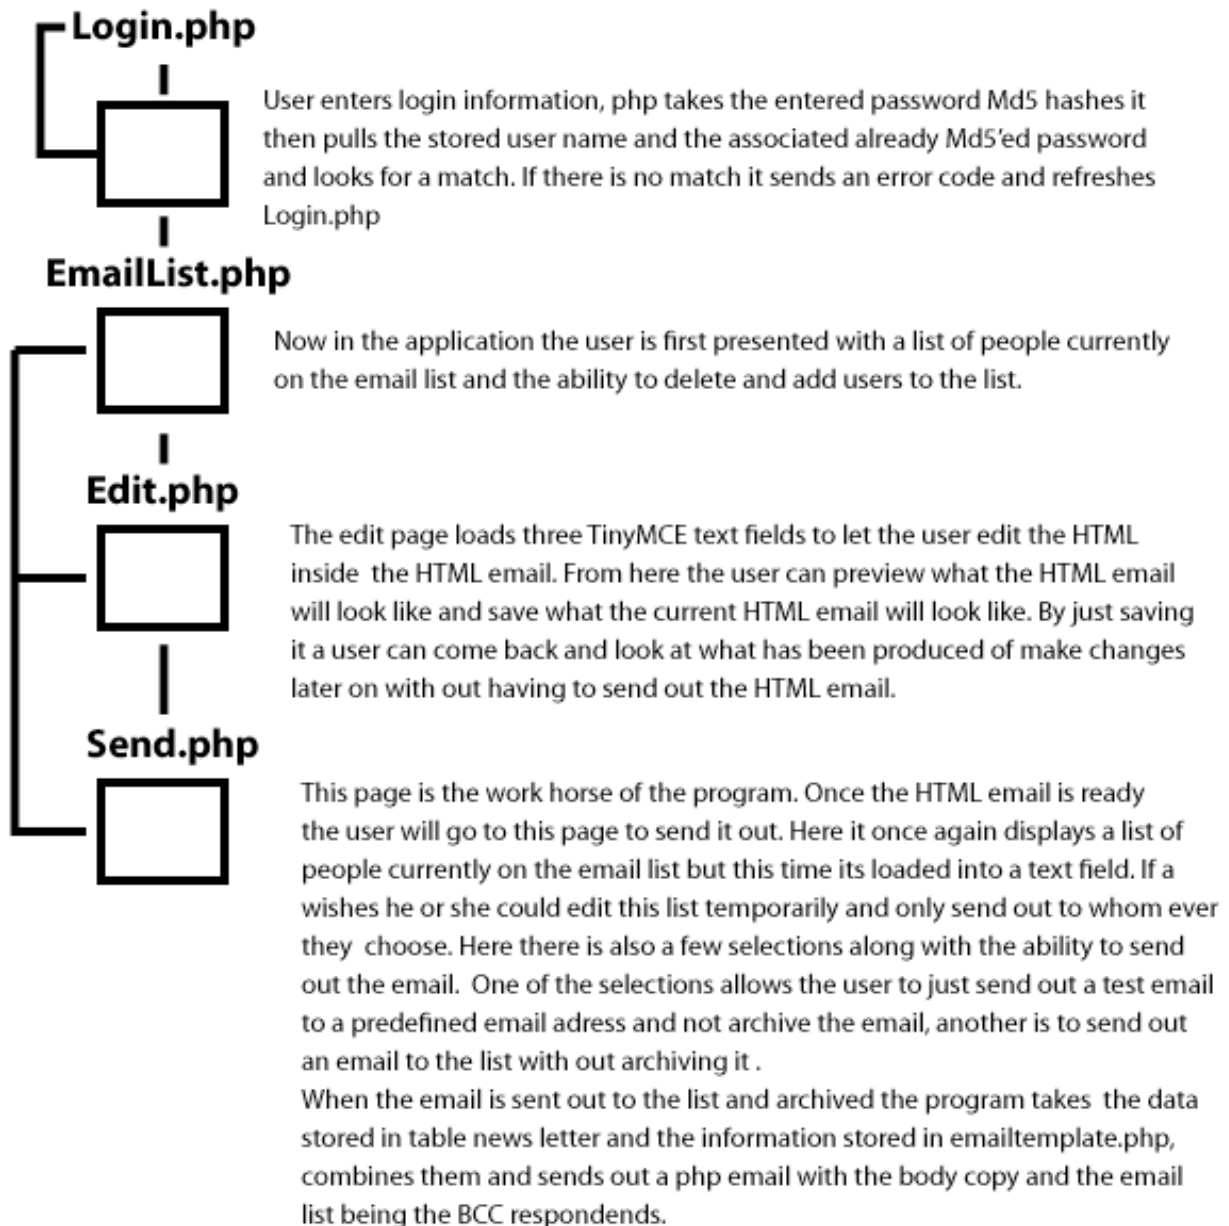 Login.php
User enters login information, php takes the entered password Md5 hashes it
then pulls the stored user name and the associated already Md5'ed password
and looks for a match. If there is no match it sends an error code and refreshes
Login.php
EmailList.php
Now in the application the user is first presented with a list of people currently
on the email list and the ability to delete and add users to the list.
Edit.php
The edit page loads three TinyMCE text fields to let the user edit the HTML
inside the HTML email. From here the user can preview what the HTML email
will look like and save what the current HTML email will look like. By just saving
it a user can come back and look at what has been produced of make changes
later on with out having to send out the HTML email.
Send.php
This page is the work horse of the program. Once the HTML email is ready
the user will go to this page to send it out. Here it once again displays a list of
people currently on the email list but this time its loaded into a text field. If a
wishes he or she could edit this list temporarily and only send out to whom ever
they choose. Here there is also a few selections along with the ability to send
out the email. One of the selections allows the user to just send out a test email
to a predefined email adress and not archive the email, another is to send out
an email to the list with out archiving it .
When the email is sent out to the list and archived the program takes the data
stored in table news letter and the information stored in emailtemplate.php,
combines them and sends out a php email with the body copy and the email
list being the BCC respondends.